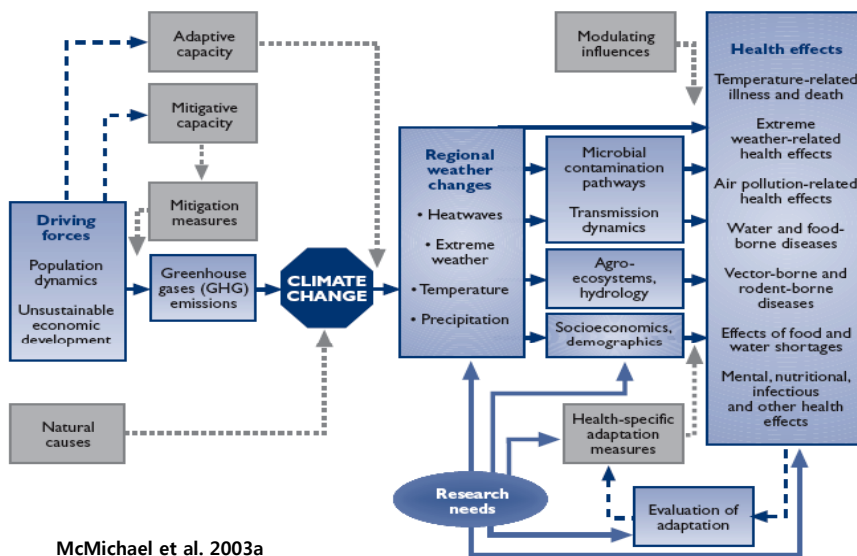 Adaptive
capacity
Mitigative
capacity
Mitigation
measures
Driving
forces
Population
dynamics
Unsustainable
economic
development
Greenhouse
gases (GHG)
emissions
Natural
causes
CLIMATE
CHANGE
Regional
weather
changes
• Heatwaves
• Extreme
weather
• Temperature
• Precipitation
Modulating
influences
Microbial
contamination
pathways
Transmission
dynamics
Agro-
ecosystems,
hydrology
Socioeconomics,
demographics
Health-specific
adaptation
measures
Research
needs
Evaluation of
adaptation
Health effects
Temperature-related
illness and death
Extreme
weather-related
health effects
Air pollution-related
health effects
Water and food-
borne diseases
Vector-borne and
rodent-borne
diseases
Effects of food and
water shortages
Mental, nutritional,
infectious
and other health
effects
McMichael et al. 2003a